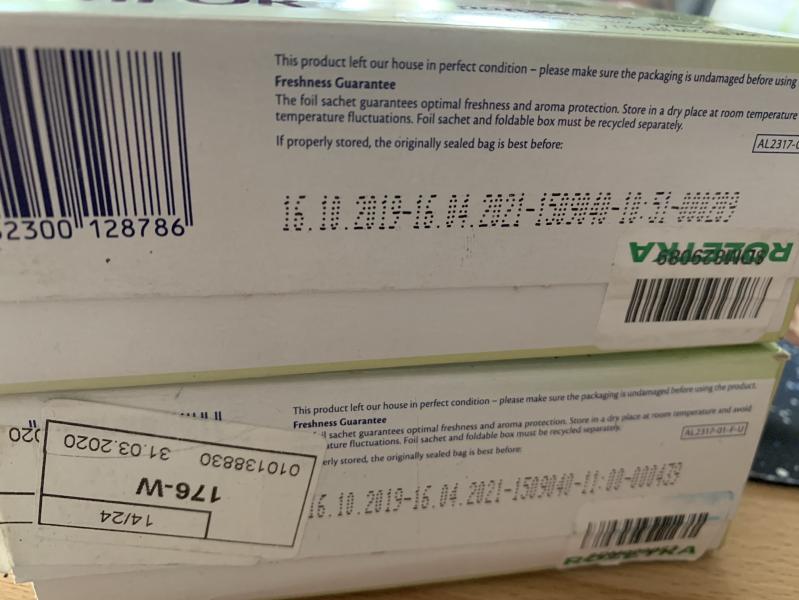 This product left our house in perfect condition – please make sure the packaging is undamaged before using
Freshness Guarantee
The foil sachet guarantees optimal freshness and aroma protection. Store in a dry place at room temperature
temperature fluctuations. Foil sachet and foldable box must be recycled separately.
If properly stored, the originally sealed bag is best before:
AL2317-
16.10.2019-16.04.2021-1509040-10:51-000209
2300 128786
ROZETKA
This product left our house in perfect condition – please make sure the packaging is undamaged before using the product.
Freshness Guarantee
sachet guarantees optimal freshness and aroma protection. Store in a dry place at room temperature and avoid
ature fluctuations. Foil sachet and foldable box must be recycled separately.
erly stored, the originally sealed bag is best before:
AL2317-01-F-U
16.10.2019-16.04.2021-1509040-11:00-000439
14/24
176-W
010138830 31.03.2020
ROZETKA